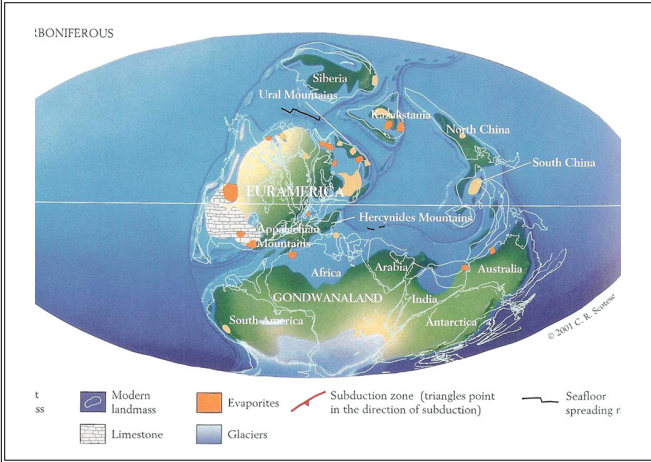 RBONIFEROUS
Siberia
Ural Mountains
Kazakstania
North China
South China
EURAMERICA
Hercynides Mountains
Appalachian
Mountains
Africa
Arabia
Australia
GONDWANALAND
India
South America
Antarctica
© 2001 C. R. Scotese
t
ss
Modern
landmass
Evaporites
Subduction zone (triangles point
in the direction of subduction)
Seafloor
spreading r
Limestone
Glaciers